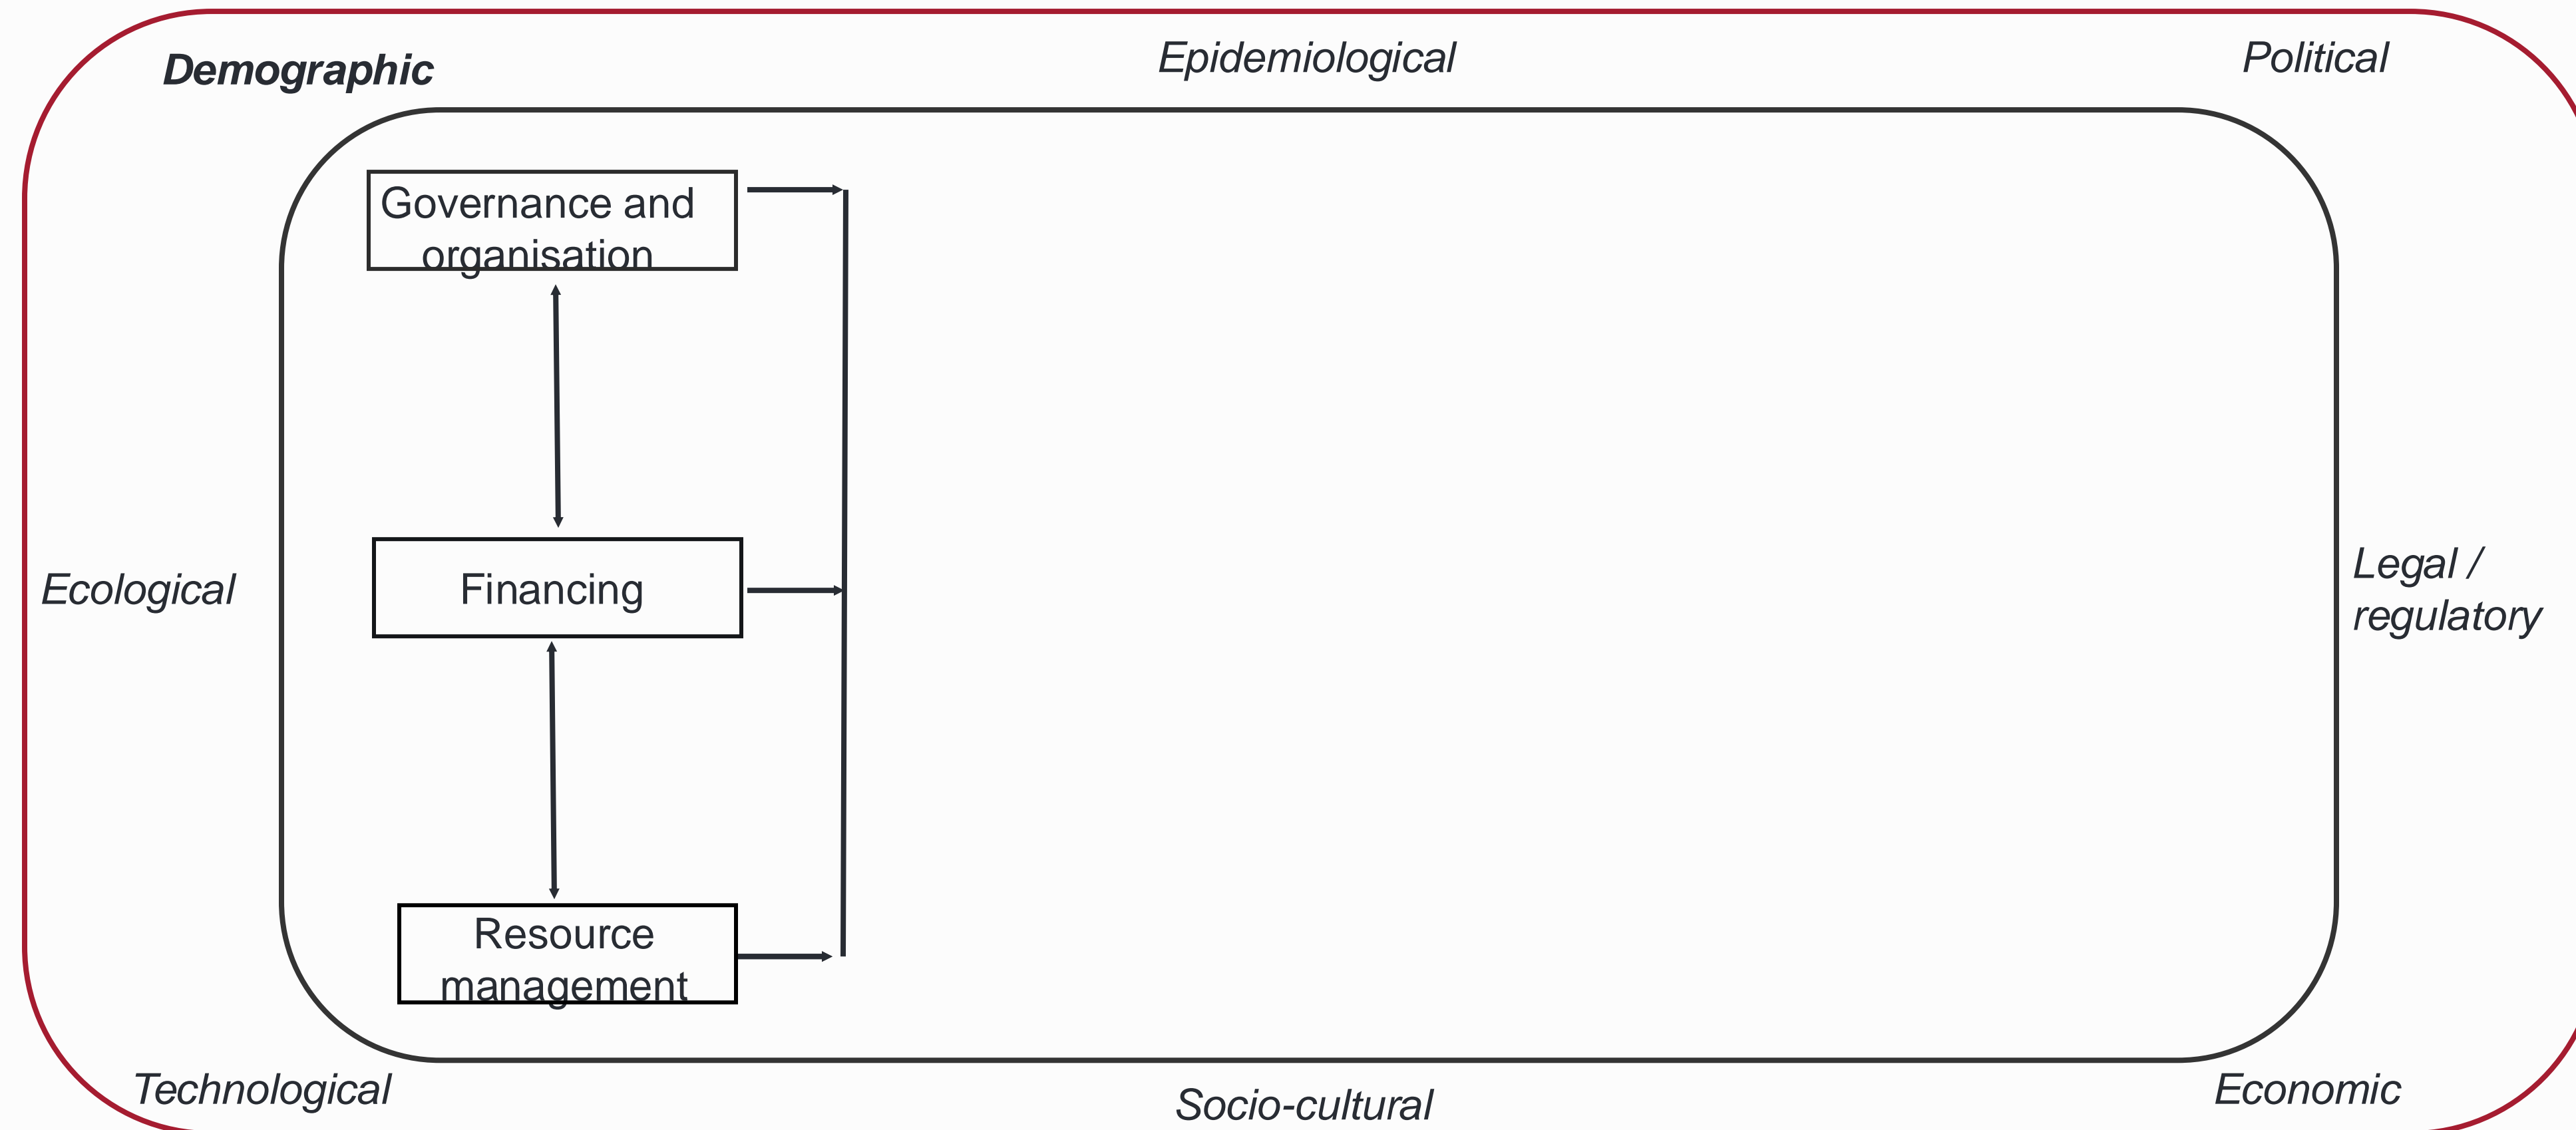 Demographic
Epidemiological
Political
Governance and
organisation
Ecological
Financing
Legal /
regulatory
Resource
management
Technological
Socio-cultural
Economic